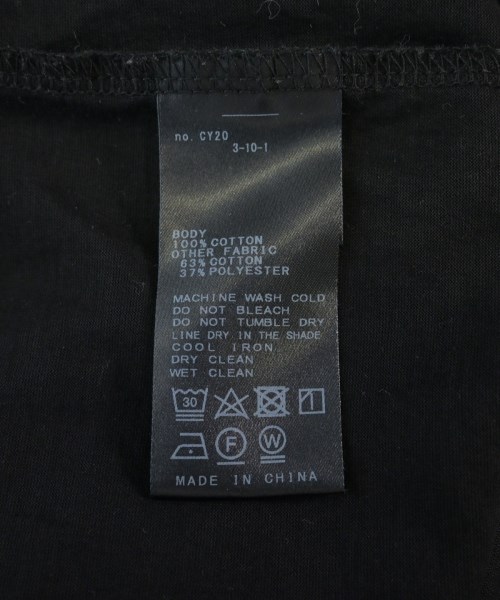 no. CY20
3-10-1
BODY
100% COTTON
OTHER FABRIC
63% COTTON
37% POLYESTER
MACHINE WASH COLD
DO NOT BLEACH
DO NOT TUMBLE DRY
LINE DRY IN THE SHADE
COOL IRON
DRY CLEAN
WET CLEAN
30
F W
MADE IN CHINA